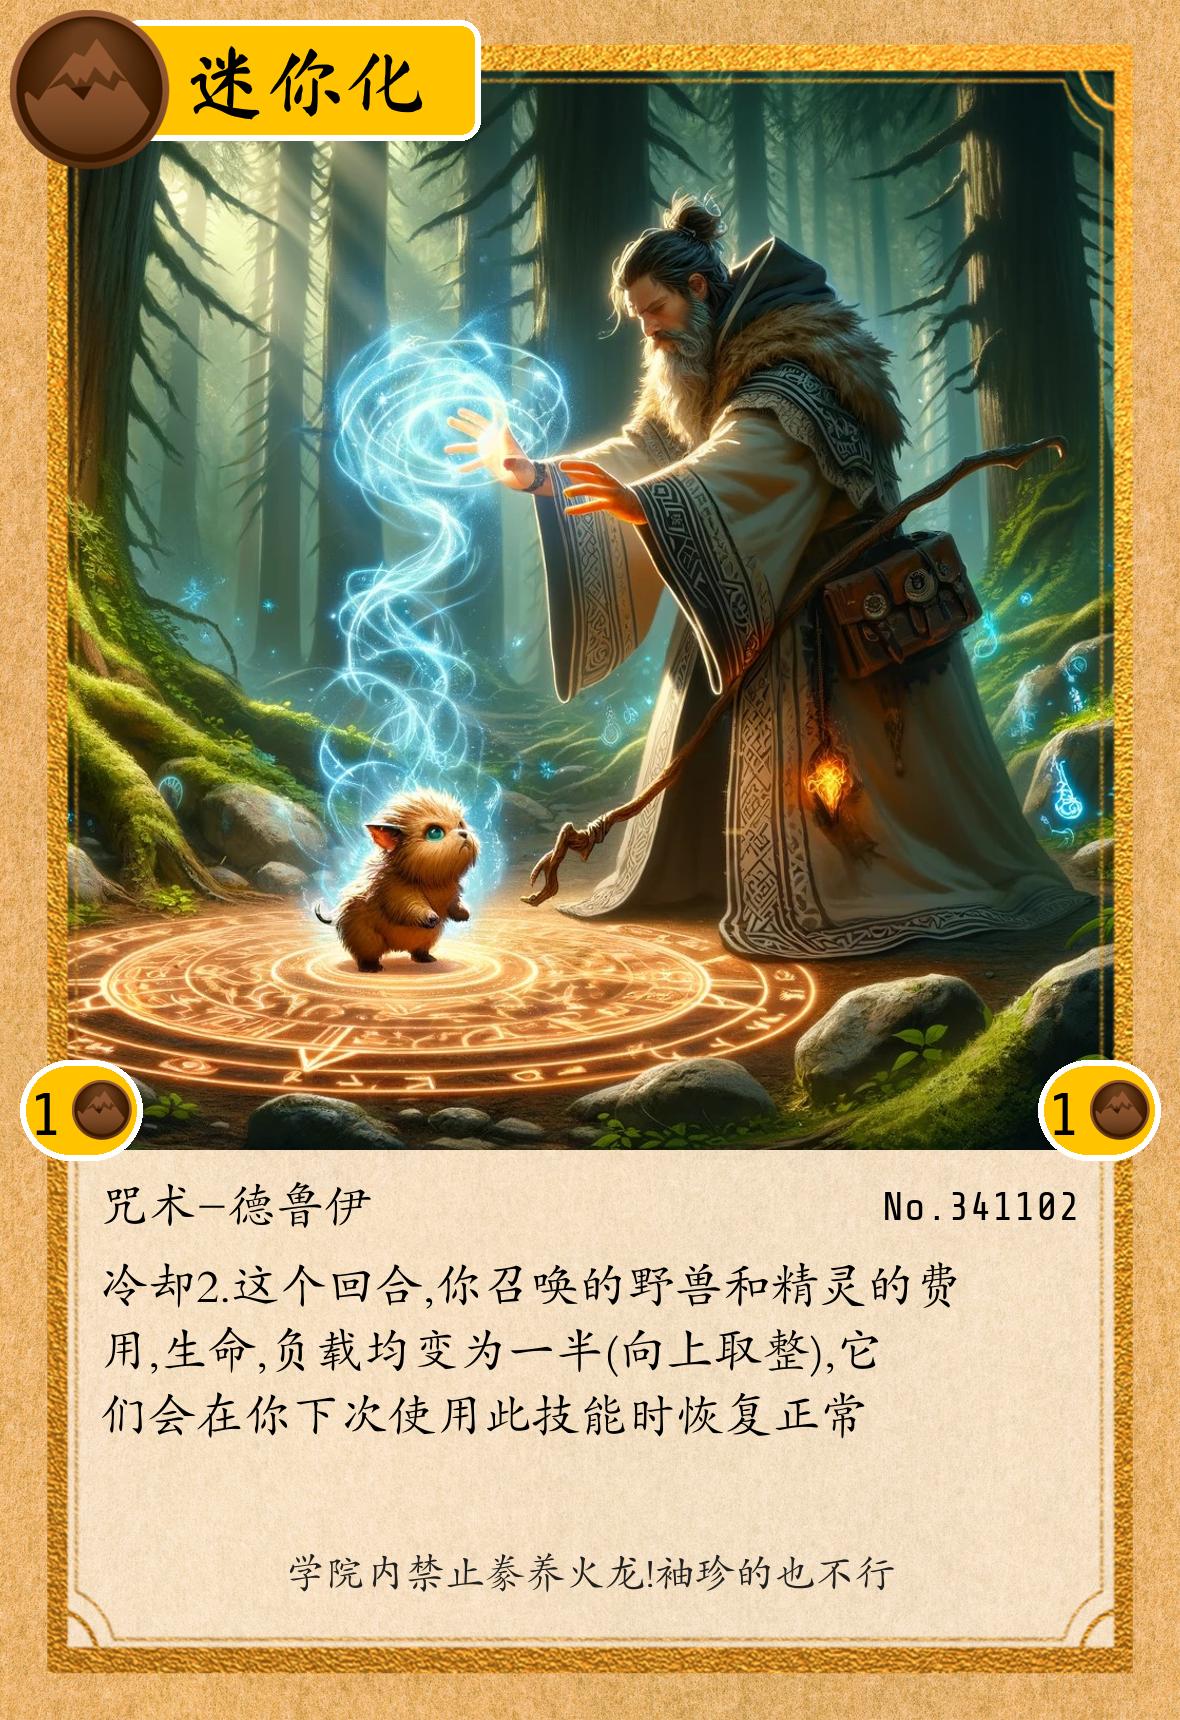 迷你化
1
1
咒术-德鲁伊
No.341102
冷却2.这个回合,你召唤的野兽和精灵的费
用,生命,负载均变为一半(向上取整),它
们会在你下次使用此技能时恢复正常
学院内禁止豢养火龙!袖珍的也不行